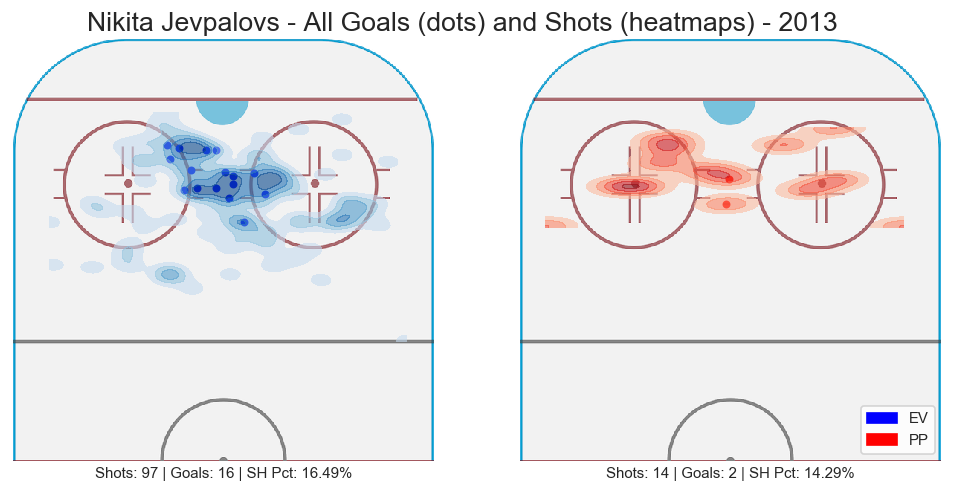 Nikita Jevpalovs - All Goals (dots) and Shots (heatmaps) - 2013
EV
PP
Shots: 97 | Goals: 16 | SH Pct: 16.49%
Shots: 14 | Goals: 2 | SH Pct: 14.29%